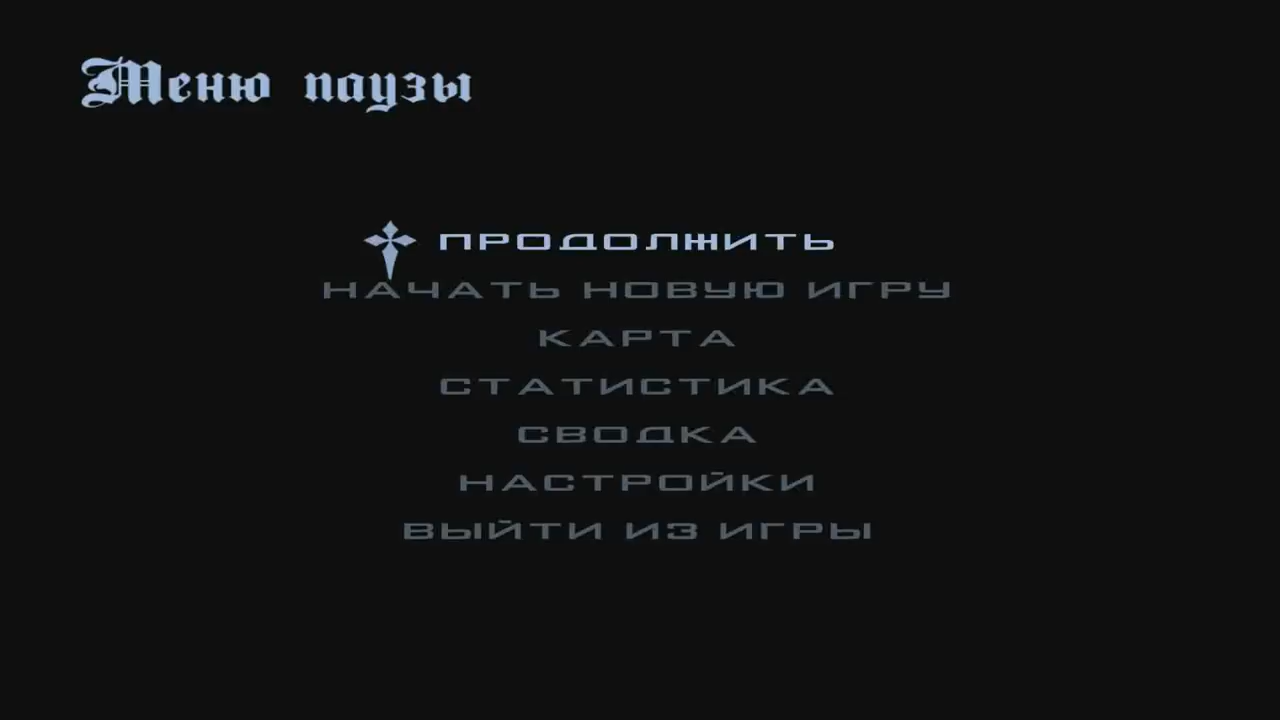 Меню паузы
ПРОДОЛЖИТЬ
НАЧАТЬ НОВУЮ ИГРУ
КАРТА
СТАТИСТИКА
СВОДКА
НАСТРОЙКИ
ВЫЙТИ ИЗ ИГРЫ